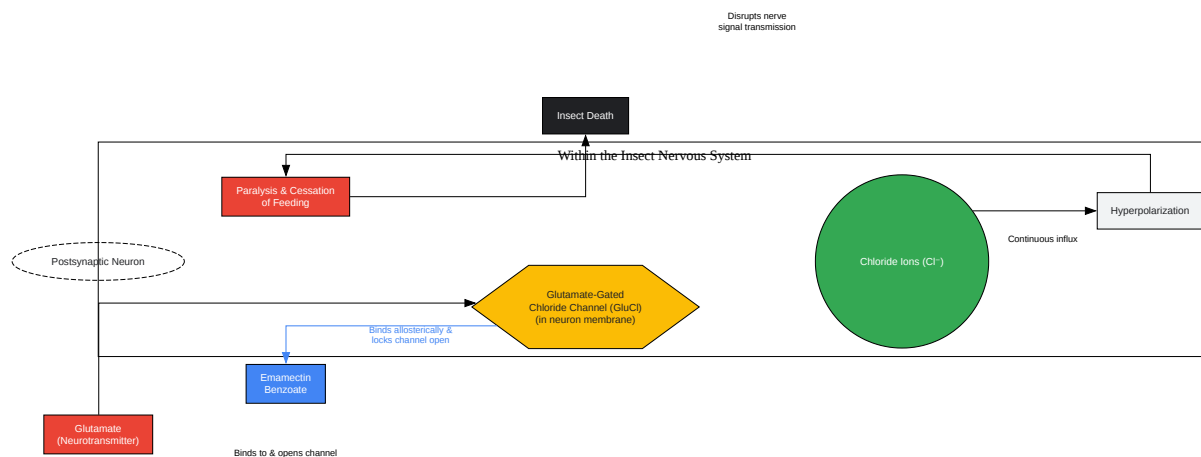 Disrupts nerve
signal transmission
Insect Death
Within the Insect Nervous System
Paralysis & Cessation
of Feeding
Hyperpolarization
Continuous influx
Postsynaptic Neuron
Chloride Ions (Cl⁻)
Glutamate-Gated
Chloride Channel (GluCl)
(in neuron membrane)
Binds allosterically &
locks channel open
Emamectin
Benzoate
Glutamate
(Neurotransmitter)
Binds to & opens channel